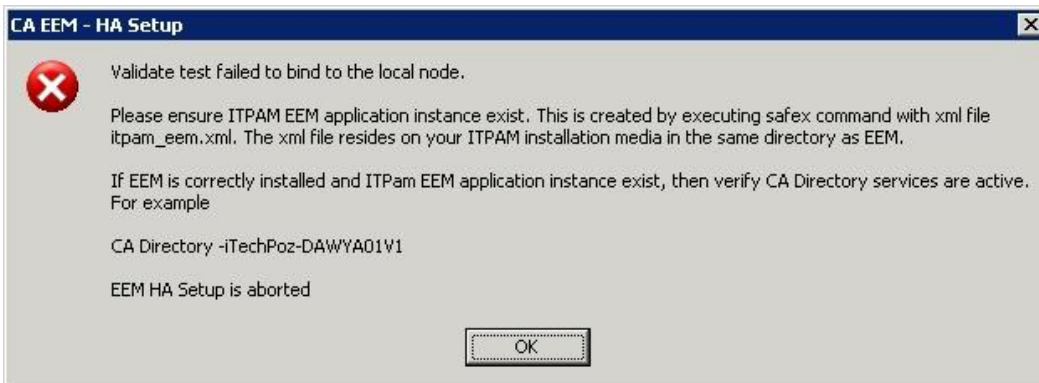 CA EEM - HA Setup
Validate test failed to bind to the local node.
Please ensure ITPAM EEM application instance exist. This is created by executing safex command with xml file
itpam_eem.xml. The xml file resides on your ITPAM installation media in the same directory as EEM.
If EEM is correctly installed and ITPam EEM application instance exist, then verify CA Directory services are active.
For example
CA Directory -iTechPoz-DAWYA01V1
EEM HA Setup is aborted
OK